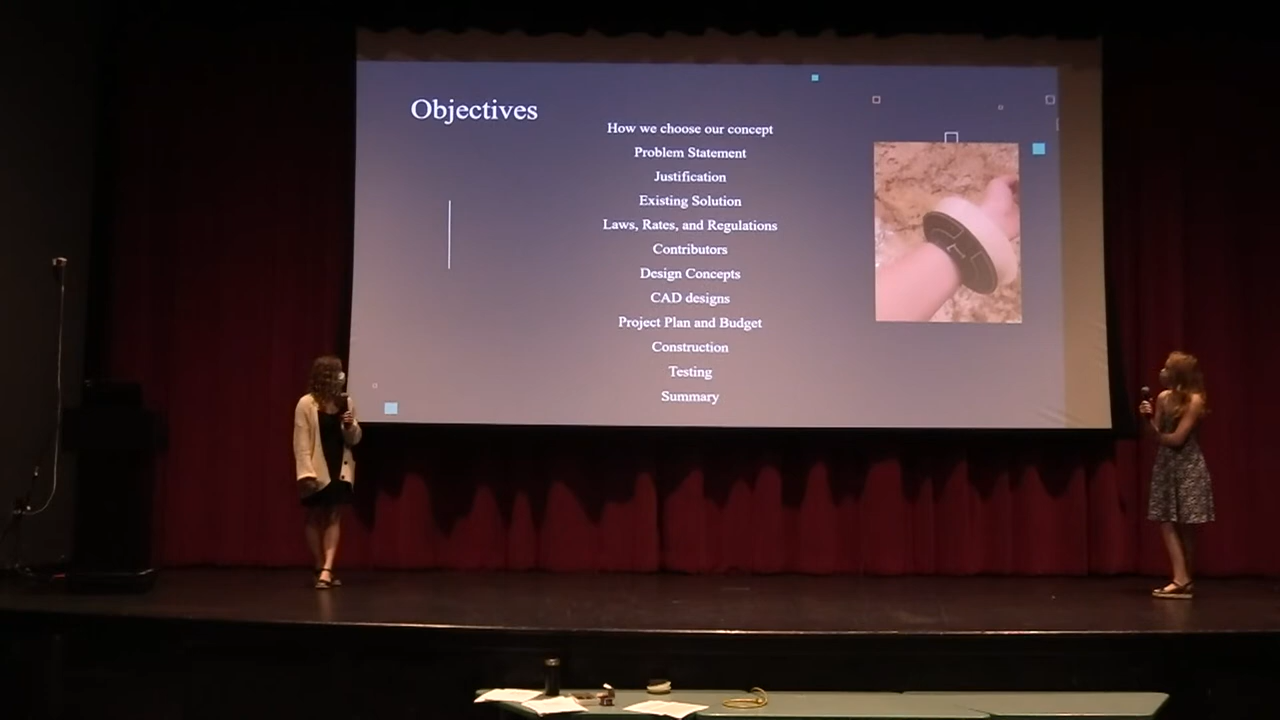 Objectives
How we choose our concept
Problem Statement
Justification
Existing Solution
Laws, Rates, and Regulations
Contributors
Design Concepts
CAD designs
Project Plan and Budget
Construction
Testing
Summary